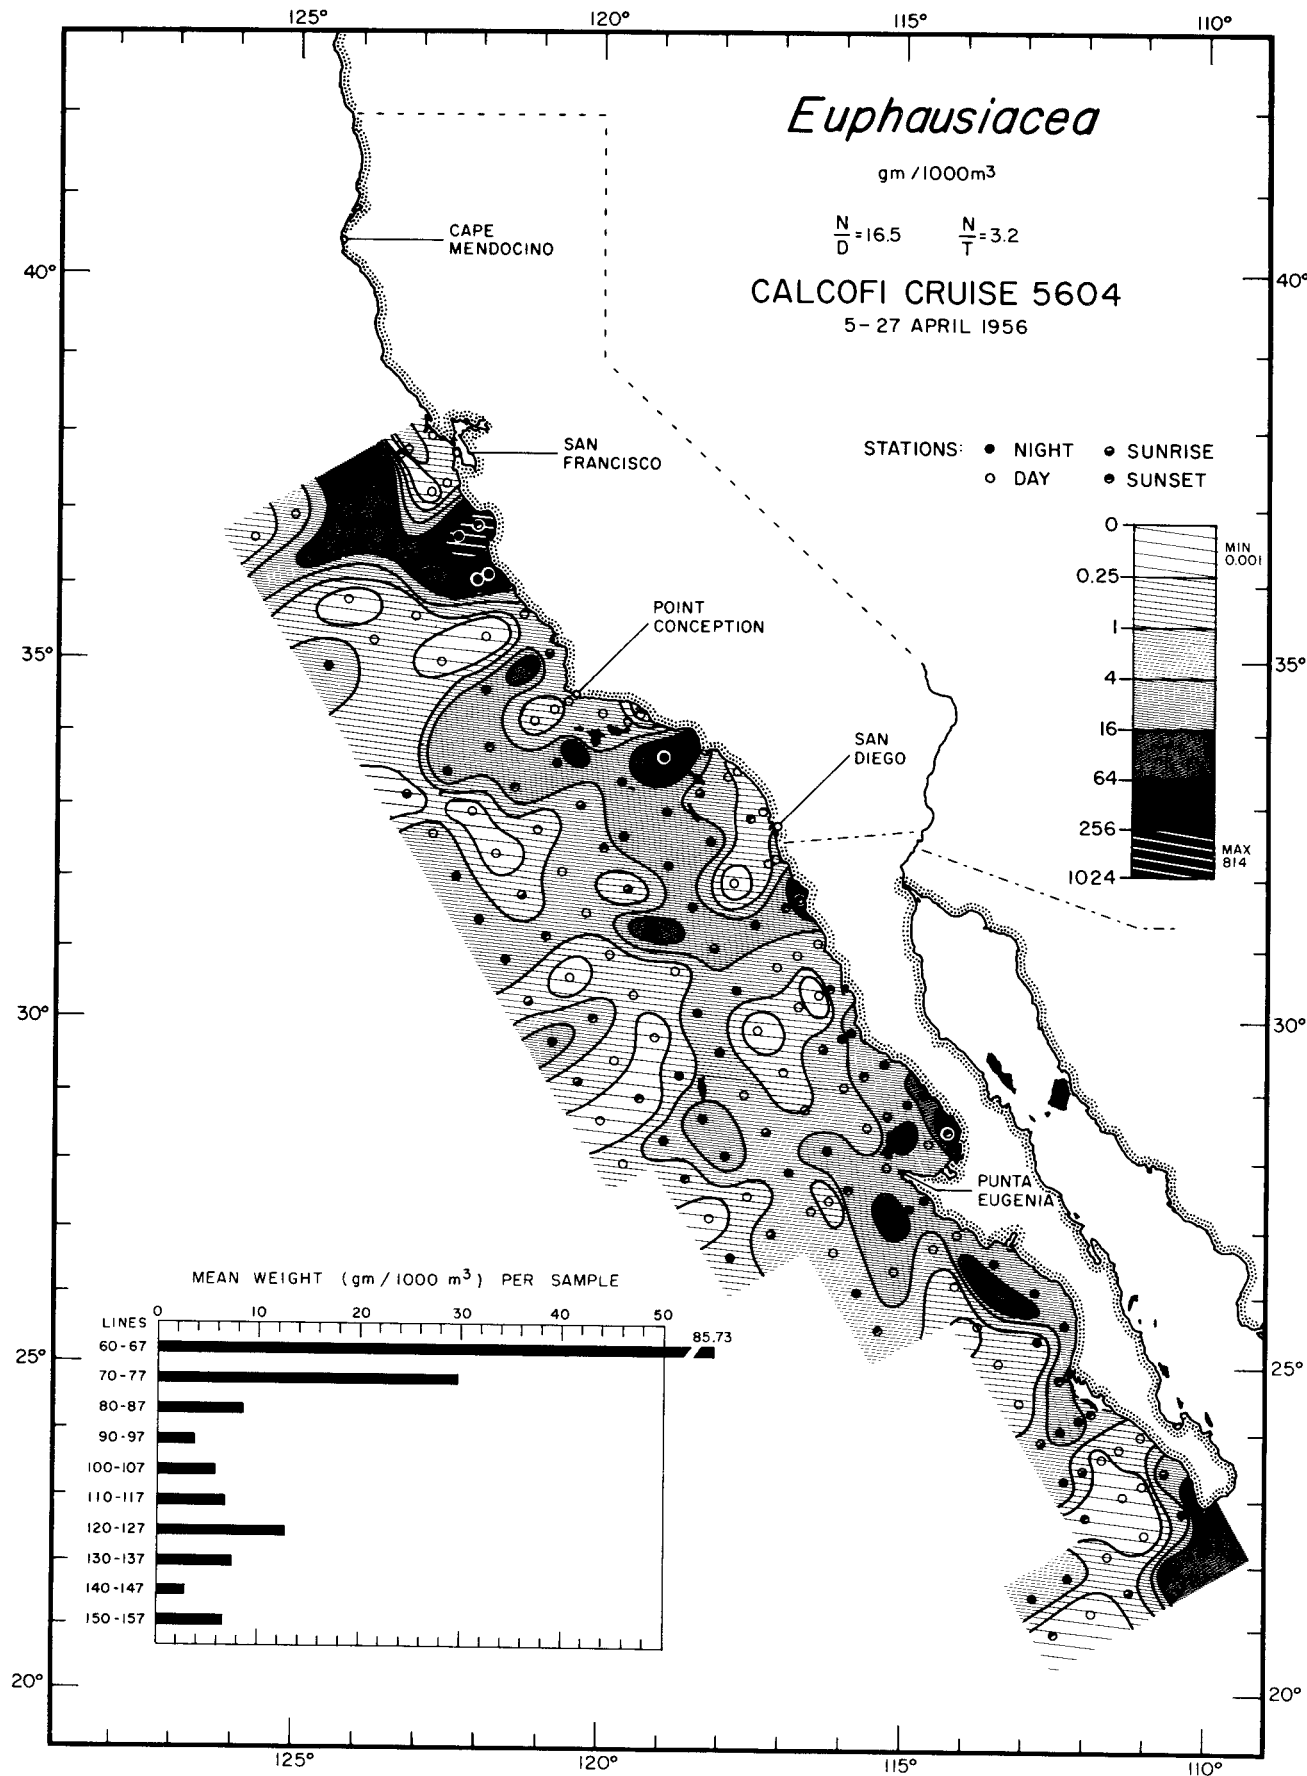 125°
120°
115°
110°
Euphausiacea
gm/1000m³
N/D=16.5 N/T=3.2
CALCOFI CRUISE 5604
5-27 APRIL 1956
CAPE
MENDOCINO
40°
40°
SAN
FRANCISCO
STATIONS: NIGHT SUNRISE
DAY SUNSET
0
MIN
0.001
0.25
1
4
16
64
256
MAX
814
1024
POINT
CONCEPTION
35°
35°
SAN
DIEGO
30°
30°
PUNTA
EUGENIA
MEAN WEIGHT (gm/1000 m³) PER SAMPLE
0 10 20 30 40 50
LINES
60-67 85.73
70-77
80-87
90-97
100-107
110-117
120-127
130-137
140-147
150-157
25°
25°
20°
20°
125°
120°
115°
110°